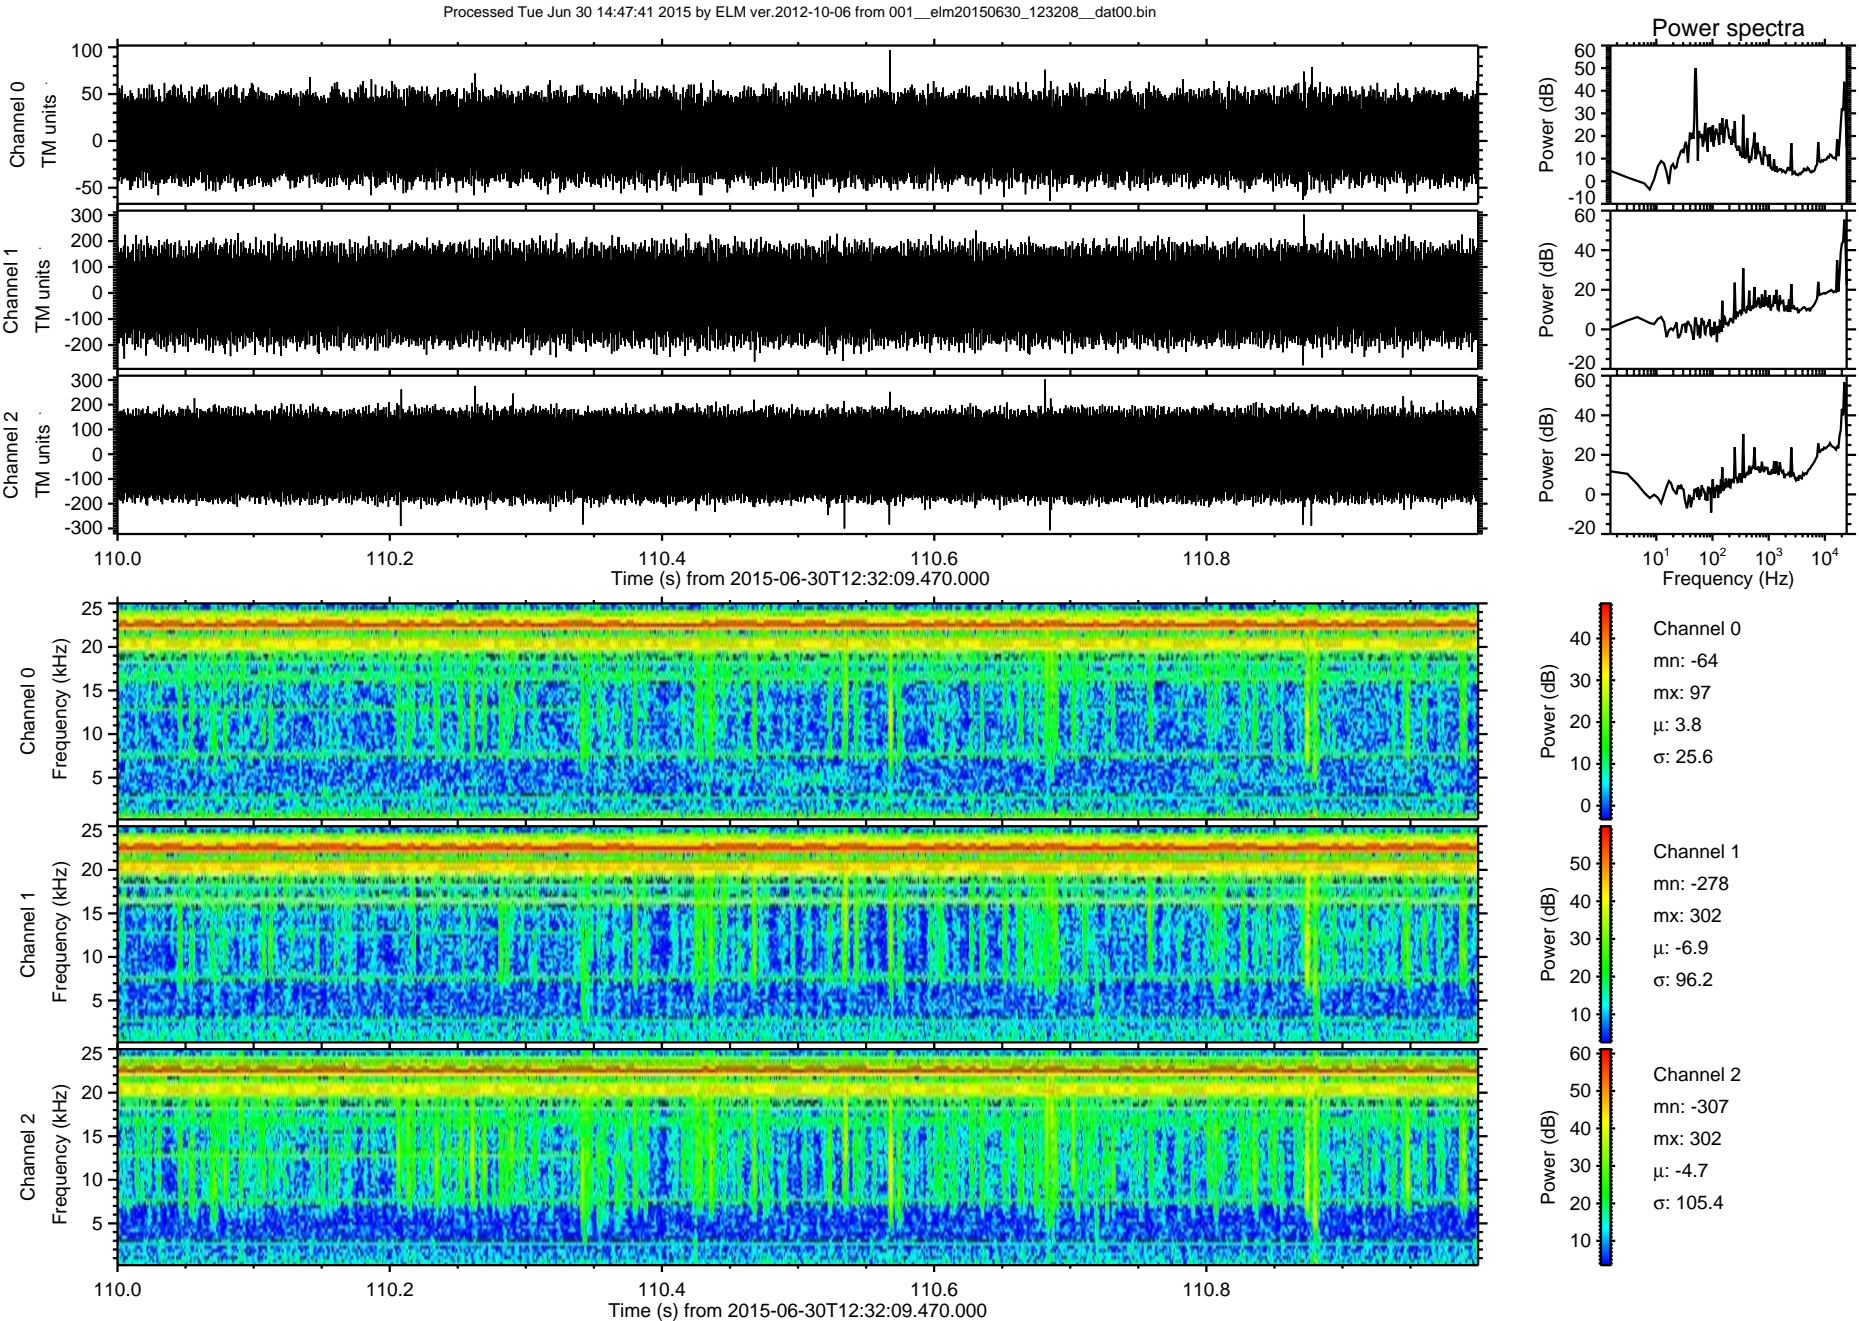 Processed Tue Jun 30 14:47:41 2015 by ELM ver.2012-10-06 from 001__elm20150630_123208__dat00.bin
Power spectra
Channel 0
TM units
100
50
0
-50
Power (dB)
60
50
40
30
20
10
0
-10
Channel 1
TM units
300
200
100
0
-100
-200
Power (dB)
60
40
20
0
-20
Channel 2
TM units
300
200
100
0
-100
-200
-300
Power (dB)
60
40
20
0
-20
110.0 110.2 110.4 110.6 110.8
Time (s) from 2015-06-30T12:32:09.470.000
10¹ 10² 10³ 10⁴
Frequency (Hz)
Channel 0
Frequency (kHz)
25
20
15
10
5
Power (dB)
40
30
20
10
0
Channel 0
mn: -64
mx: 97
μ: 3.8
σ: 25.6
Channel 1
Frequency (kHz)
25
20
15
10
5
Power (dB)
50
40
30
20
10
Channel 1
mn: -278
mx: 302
μ: -6.9
σ: 96.2
Channel 2
Frequency (kHz)
25
20
15
10
5
Power (dB)
60
50
40
30
20
10
Channel 2
mn: -307
mx: 302
μ: -4.7
σ: 105.4
110.0 110.2 110.4 110.6 110.8
Time (s) from 2015-06-30T12:32:09.470.000